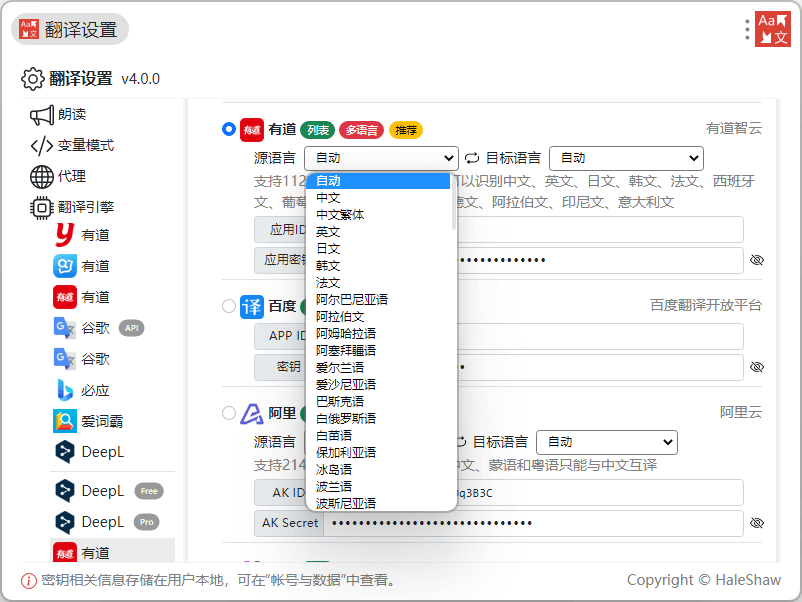 翻译设置
Aa 文
翻译设置 v4.0.0
朗读
变量模式
代理
翻译引擎
有道
有道
有道
谷歌 API
谷歌
必应
爱词霸
DeepL
DeepL Free
DeepL Pro
有道
有道 列表 多语言 推荐 有道智云
源语言 自动 目标语言 自动
支持112 可以识别中文、英文、日文、韩文、法文、西班牙
文、葡萄 德文、阿拉伯文、印尼文、意大利文
应用ID
应用密钥 ••••••••••••••
自动
中文
中文繁体
英文
日文
韩文
法文
阿尔巴尼亚语
阿拉伯文
阿姆哈拉语
阿塞拜疆语
爱尔兰语
爱沙尼亚语
巴斯克语
白俄罗斯语
白苗语
保加利亚语
冰岛语
波兰语
波斯尼亚语
译 百度 百度翻译开放平台
APP ID
密钥
阿里 阿里云
源语言 目标语言 自动
支持214 中文、蒙语和粤语只能与中文互译
AK ID q3B3C
AK Secret ••••••••••••••••••••••••••••••
密钥相关信息存储在用户本地，可在“帐号与数据”中查看。
Copyright © HaleShaw